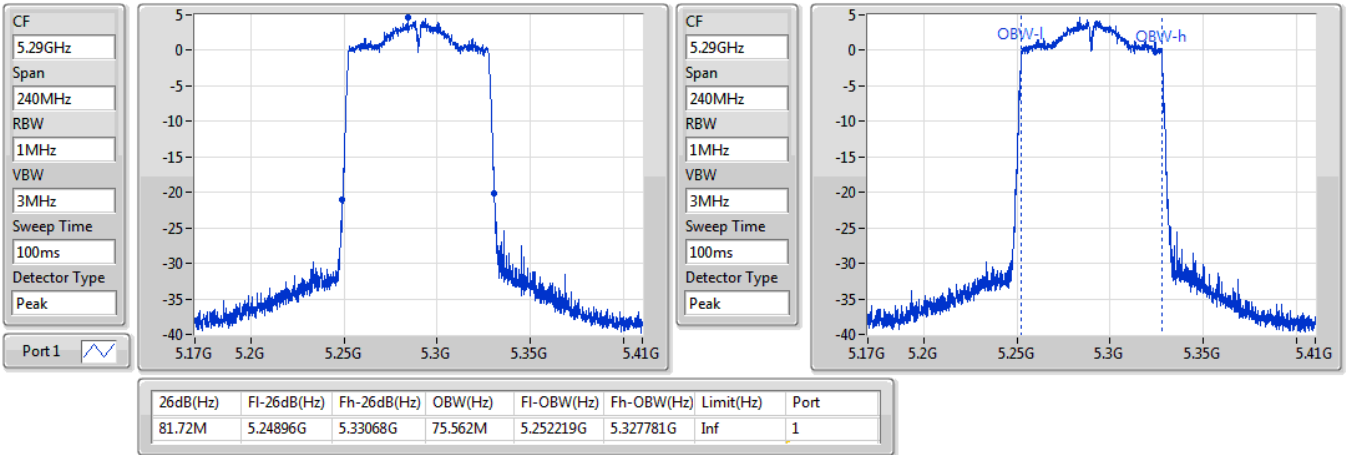 CF
5.29GHz
Span
240MHz
RBW
1MHz
VBW
3MHz
Sweep Time
100ms
Detector Type
Peak
Port 1
5
0
-5
-10
-15
-20
-25
-30
-35
-40
5.17G 5.2G 5.25G 5.3G 5.35G 5.41G
CF
5.29GHz
Span
240MHz
RBW
1MHz
VBW
3MHz
Sweep Time
100ms
Detector Type
Peak
5
0
-5
-10
-15
-20
-25
-30
-35
-40
OBW-l OBW-h
5.17G 5.2G 5.25G 5.3G 5.35G 5.41G
26dB(Hz) Fl-26dB(Hz) Fh-26dB(Hz) OBW(Hz) Fl-OBW(Hz) Fh-OBW(Hz) Limit(Hz) Port
81.72M 5.24896G 5.33068G 75.562M 5.252219G 5.327781G Inf 1